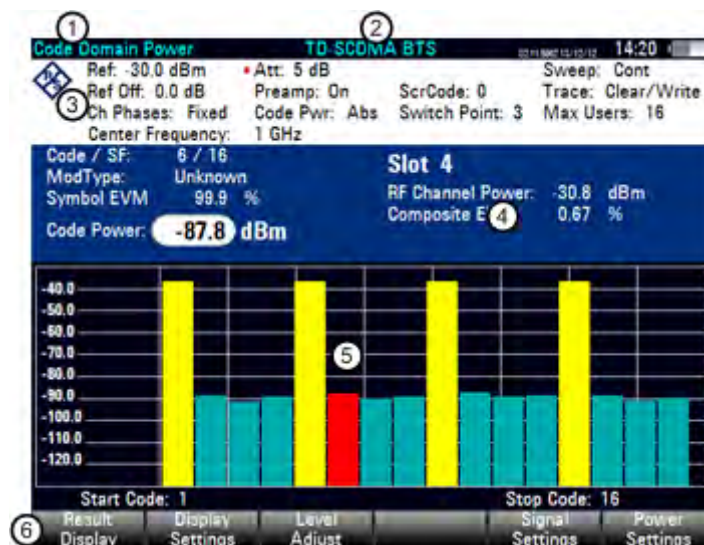 1 2
Code Domain Power TD-SCDMA BTS 14:20
Ref: -30.0 dBm • Att: 5 dB Sweep: Cont
3 Ref Off: 0.0 dB Preamp: On ScrCode: 0 Trace: Clear/Write
Ch Phases: Fixed Code Pwr: Abs Switch Point: 3 Max Users: 16
Center Frequency: 1 GHz
Code / SF: 6 / 16 Slot 4
ModType: Unknown
Symbol EVM 99.9 % RF Channel Power: -30.8 dBm
Composite E 4 0.67 %
Code Power: -87.8 dBm
-40.0
-50.0
-60.0
-70.0 5
-80.0
-90.0
-100.0
-110.0
-120.0
Start Code: 1 Stop Code: 16
6 Result Display Level Signal Power
Display Settings Adjust Settings Settings